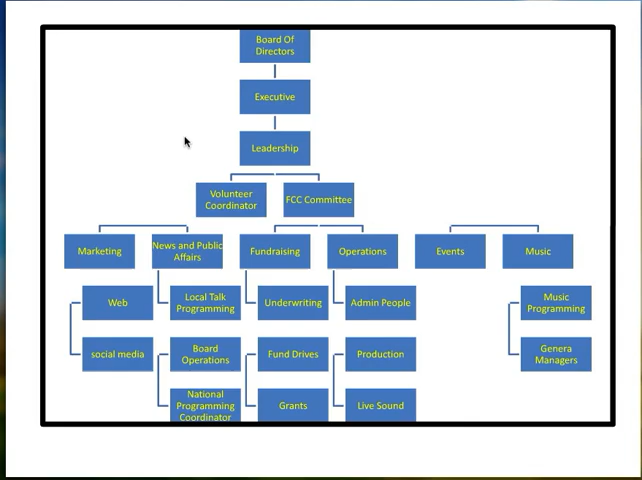 Board Of
Directors
Executive
Leadership
Volunteer
Coordinator
FCC Committee
Marketing
News and Public
Affairs
Fundraising
Operations
Events
Music
Web
Local Talk
Programming
Underwriting
Admin People
Music
Programming
social media
Board
Operations
Fund Drives
Production
Genera
Managers
National
Programming
Coordinator
Grants
Live Sound